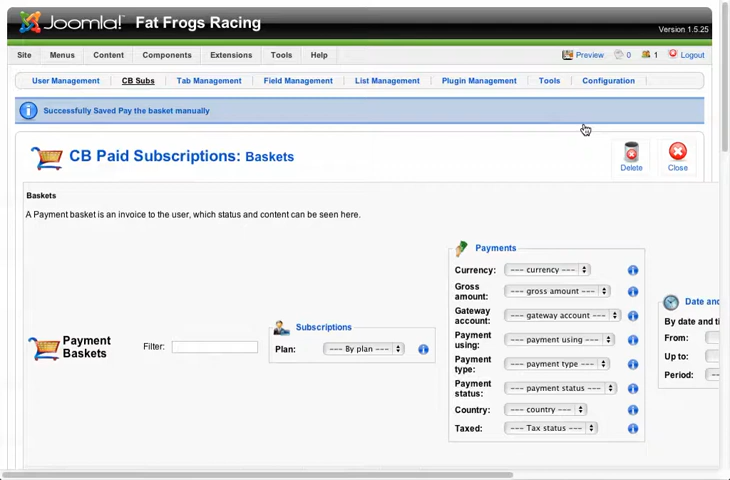 Joomla! Fat Frogs Racing
Version 1.5.25
Site Menus Content Components Extensions Tools Help
Preview 0 1 Logout
User Management CB Subs Tab Management Field Management List Management Plugin Management Tools Configuration
Successfully Saved Pay the basket manually
CB Paid Subscriptions: Baskets
Delete Close
Baskets
A Payment basket is an invoice to the user, which status and content can be seen here.
Payment Baskets
Filter:
Subscriptions
Plan: --- By plan ---
Payments
Currency: --- currency ---
Gross amount: --- gross amount ---
Gateway account: --- gateway account ---
Payment using: --- payment using ---
Payment type: --- payment type ---
Payment status: --- payment status ---
Country: --- country ---
Taxed: --- Tax status ---
Date and
By date and ti
From:
Up to:
Period: ---